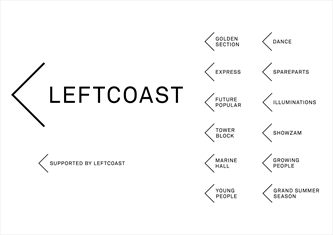 LEFTCOAST
SUPPORTED BY LEFTCOAST
GOLDEN
SECTION
DANCE
EXPRESS
SPAREPARTS
FUTURE
POPULAR
ILLUMINATIONS
TOWER
BLOCK
SHOWZAM
MARINE
HALL
GROWING
PEOPLE
YOUNG
PEOPLE
GRAND SUMMER
SEASON